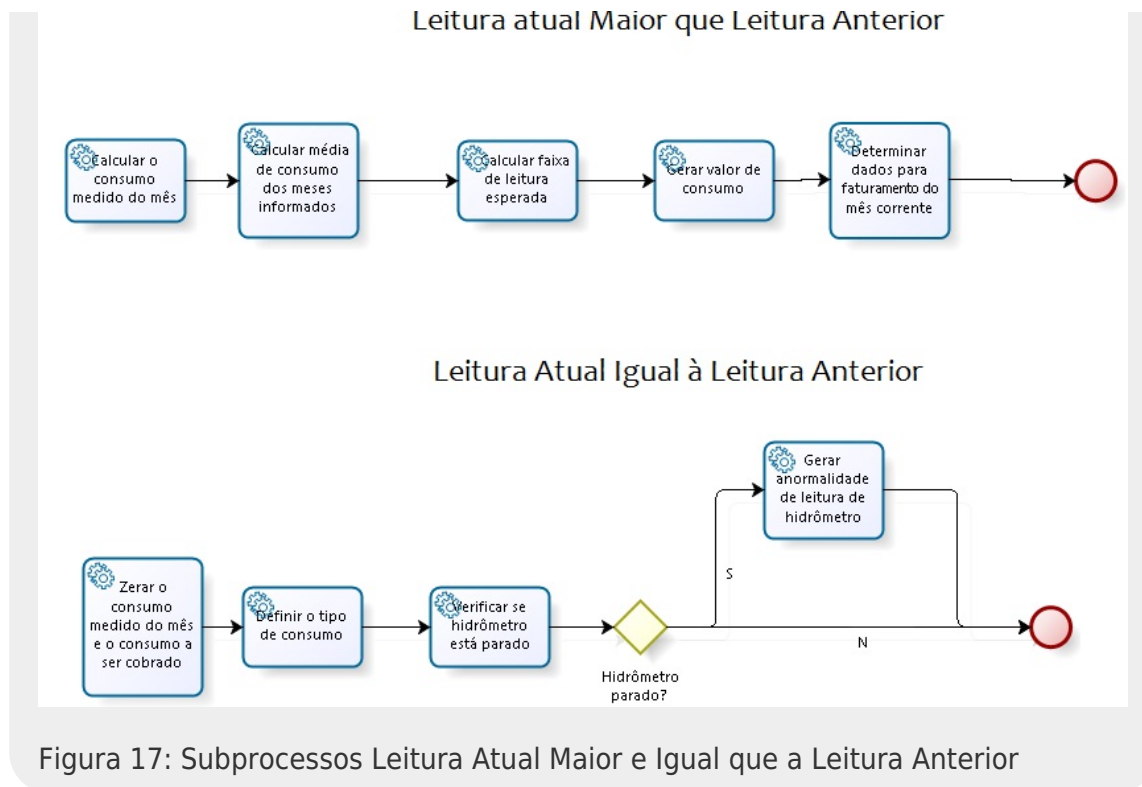 Leitura atual Maior que Leitura Anterior
Calcular o
consumo
medido do mês
Calcular média
de consumo
dos meses
informados
Calcular faixa
de leitura
esperada
Gerar valor de
consumo
Determinar
dados para
faturamento do
mês corrente
Leitura Atual Igual à Leitura Anterior
Zerar o
consumo
medido do mês
e o consumo a
ser cobrado
Definir o tipo
de consumo
Verificar se
hidrômetro
está parado
Hidrômetro
parado?
S
Gerar
anormalidade
de leitura de
hidrômetro
N
Figura 17: Subprocessos Leitura Atual Maior e Igual que a Leitura Anterior